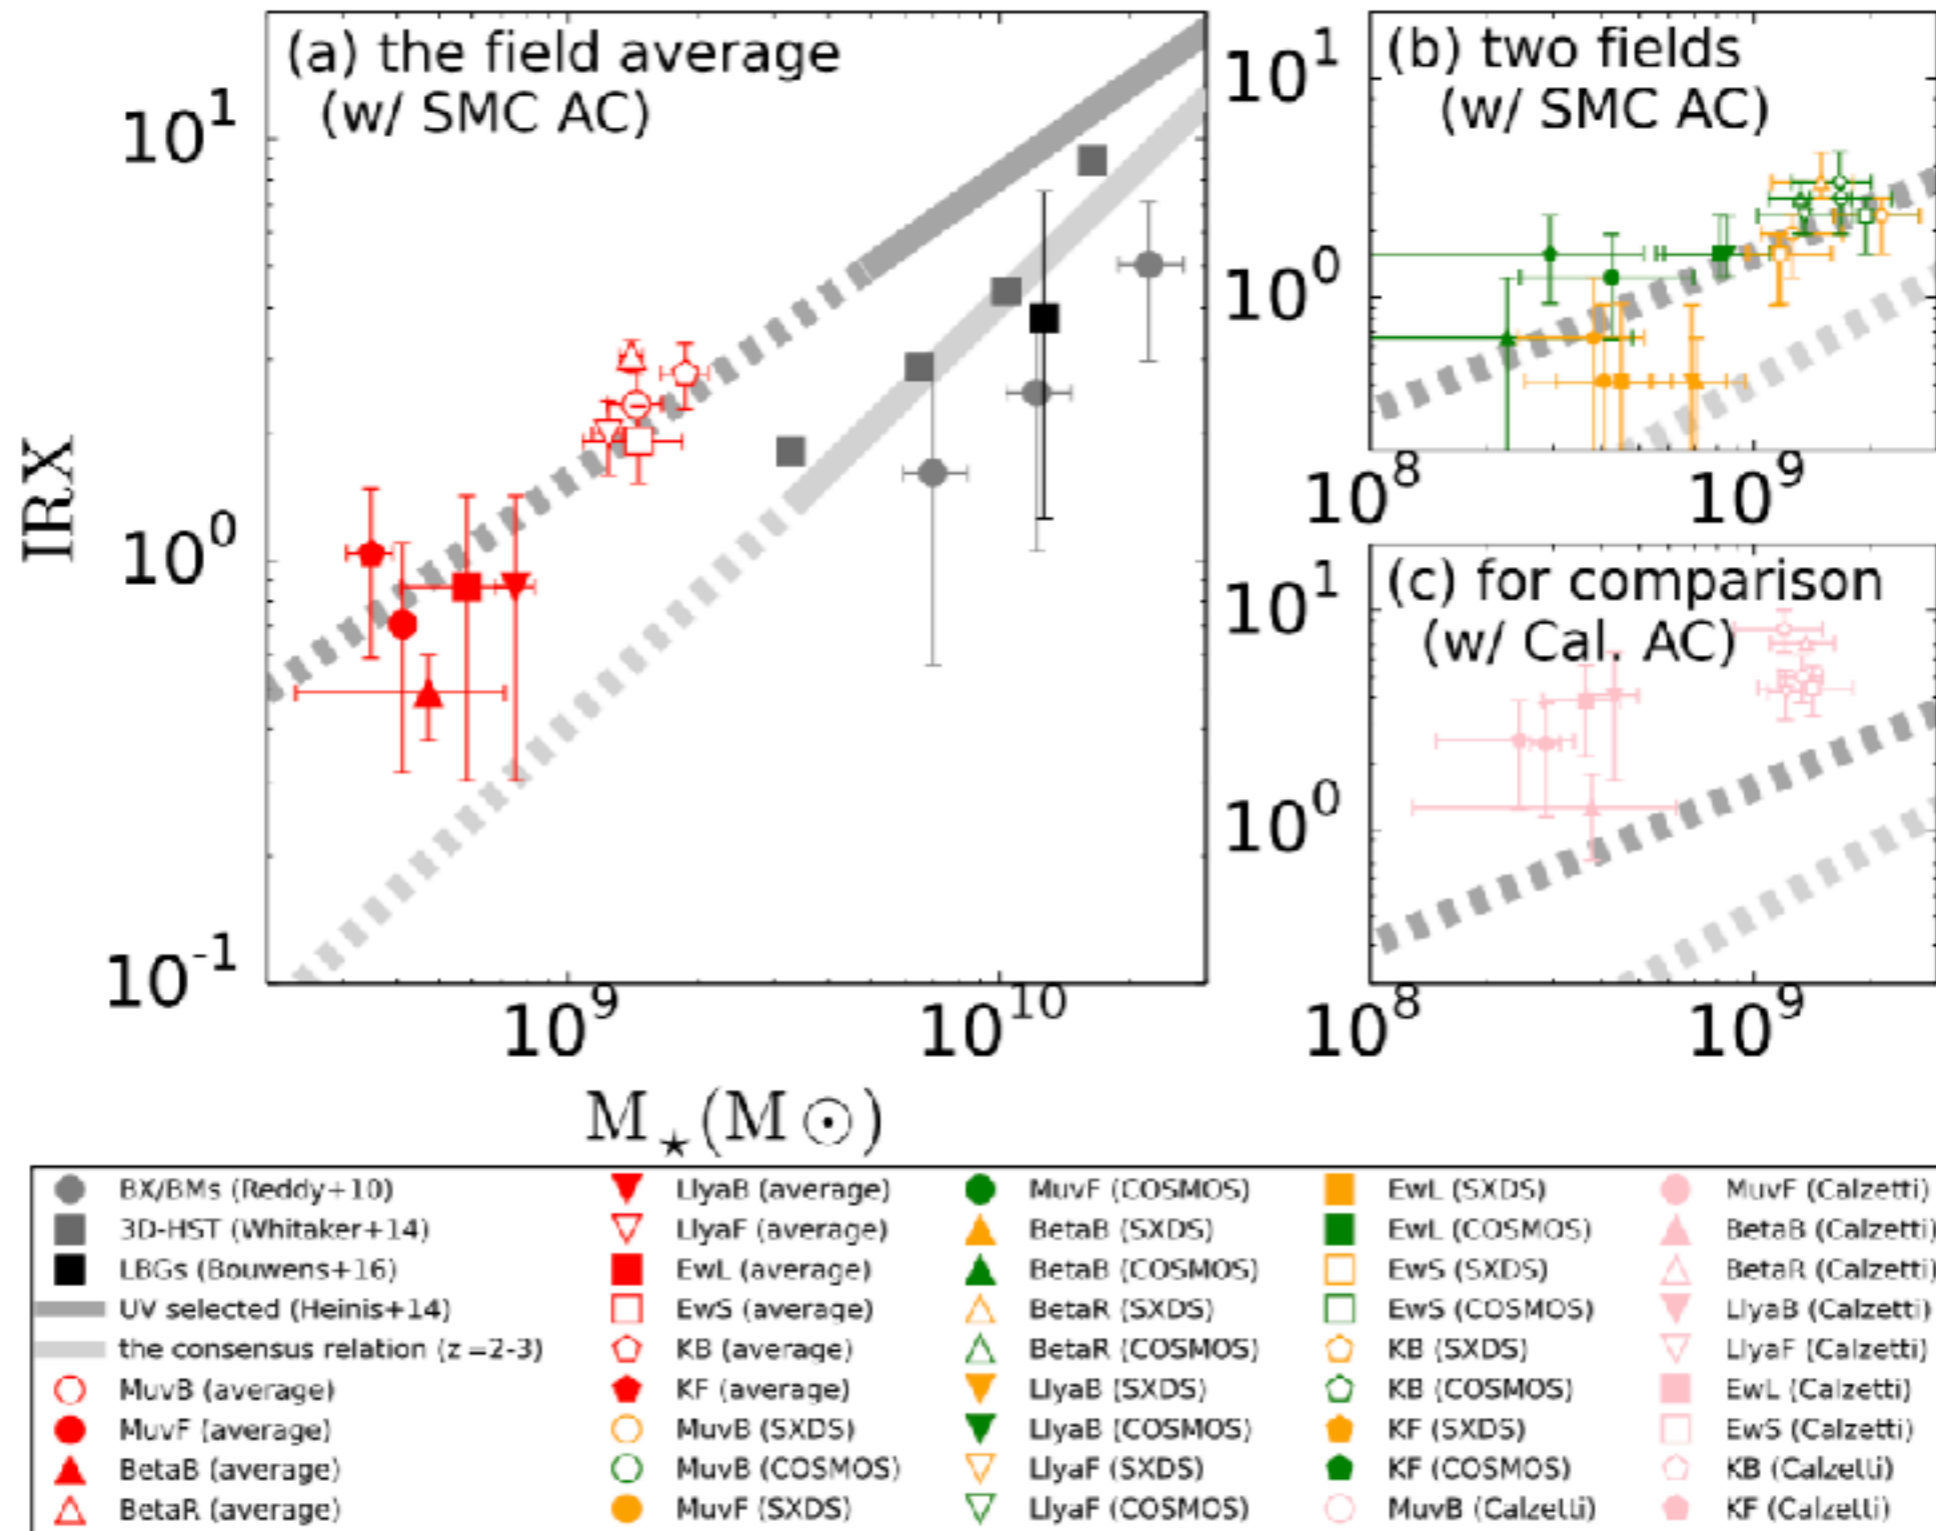 (a) the field average
(w/ SMC AC)
10^1
10^0
10^-1
IRX
10^9
10^10
M⋆(M⊙)
(b) two fields
(w/ SMC AC)
10^1
10^0
10^8
10^9
(c) for comparison
(w/ Cal. AC)
10^1
10^0
10^8
10^9
BX/BMs (Reddy+10)
3D-HST (Whitaker+14)
LBGs (Bouwens+16)
UV selected (Heinis+14)
the consensus relation (z =2-3)
MuvB (average)
MuvF (average)
BetaB (average)
BetaR (average)
LlyaB (average)
LlyaF (average)
EwL (average)
EwS (average)
KB (average)
KF (average)
MuvB (SXDS)
MuvB (COSMOS)
MuvF (SXDS)
MuvF (COSMOS)
BetaB (SXDS)
BetaB (COSMOS)
BetaR (SXDS)
BetaR (COSMOS)
LlyaB (SXDS)
LlyaB (COSMOS)
LlyaF (SXDS)
LlyaF (COSMOS)
EwL (SXDS)
EwL (COSMOS)
EwS (SXDS)
EwS (COSMOS)
KB (SXDS)
KB (COSMOS)
KF (SXDS)
KF (COSMOS)
MuvB (Calzetti)
MuvF (Calzetti)
BetaB (Calzetti)
BetaR (Calzetti)
LlyaB (Calzetti)
LlyaF (Calzetti)
EwL (Calzetti)
EwS (Calzetti)
KB (Calzetti)
KF (Calzetti)